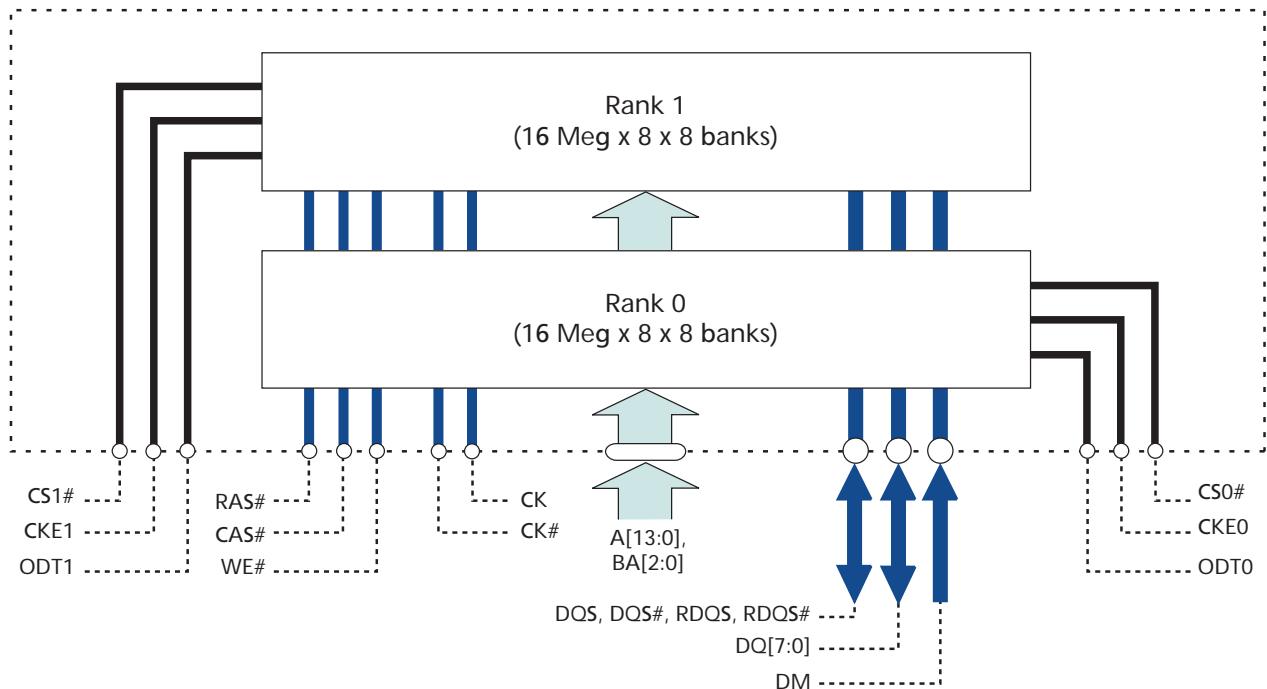 Rank 1
(16 Meg x 8 x 8 banks)
Rank 0
(16 Meg x 8 x 8 banks)
CS1#
CKE1
ODT1
RAS#
CAS#
WE#
CK
CK#
A[13:0],
BA[2:0]
CS0#
CKE0
ODT0
DQS, DQS#, RDQS, RDQS#
DQ[7:0]
DM